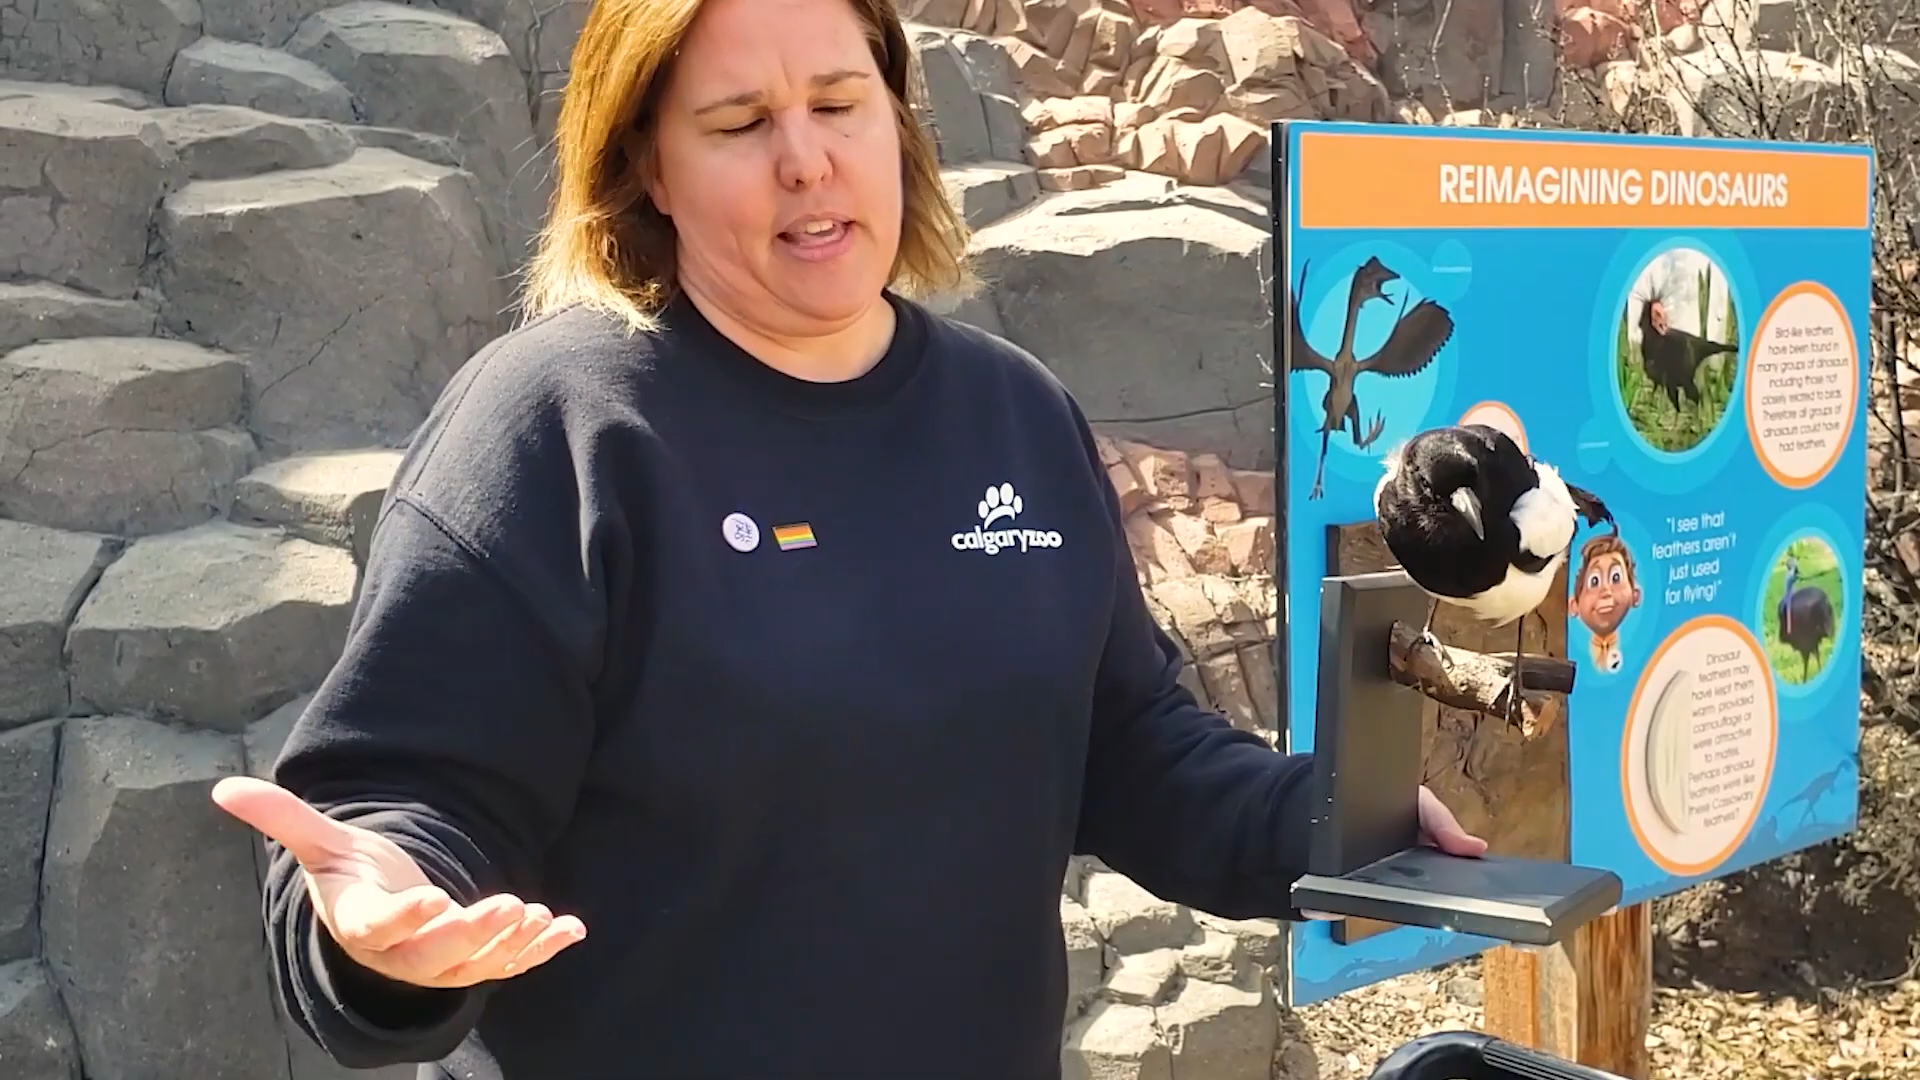 REIMAGINING DINOSAURS
Bird-like feathers
have been found in
many groups of dinosaurs
including those not
closely related to birds.
Therefore all groups of
dinosaurs could have
had feathers.
calgaryzoo
"I see that
feathers aren't
just used
for flying!"
Dinosaur
feathers may
have kept them
warm, provided
camouflage or
were attractive
to mates.
Perhaps dinosaur
feathers were like
these Cassowary
feathers?